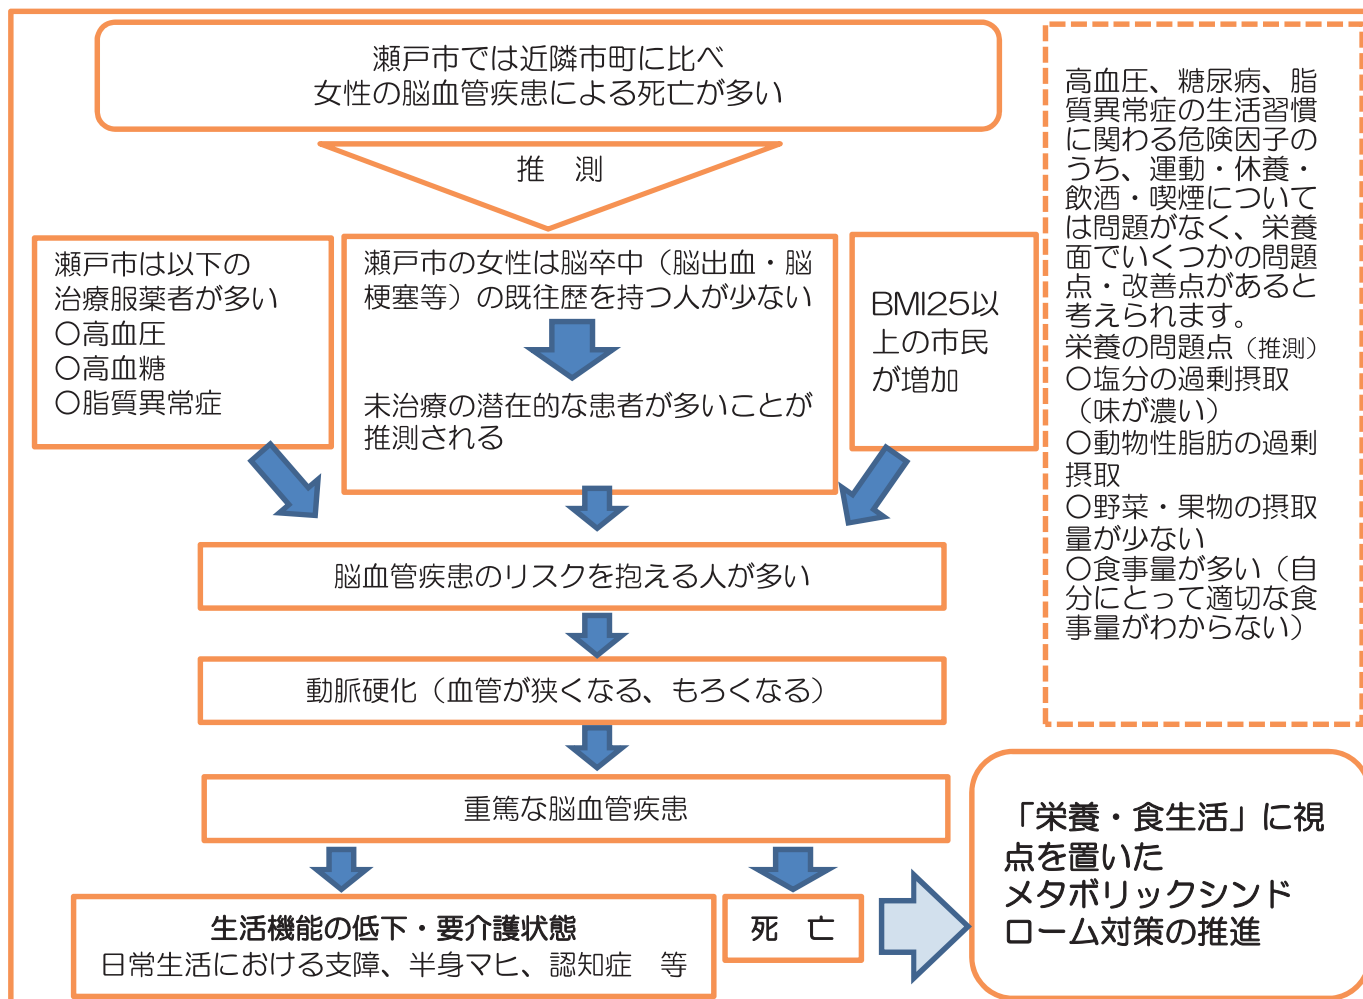 瀬戸市では近隣市町に比べ
女性の脳血管疾患による死亡が多い
推　測
瀬戸市は以下の
治療服薬者が多い
〇高血圧
〇高血糖
〇脂質異常症
瀬戸市の女性は脳卒中（脳出血・脳
梗塞等）の既往歴を持つ人が少ない
未治療の潜在的な患者が多いことが
推測される
BMI25以
上の市民
が増加
脳血管疾患のリスクを抱える人が多い
動脈硬化（血管が狭くなる、もろくなる）
重篤な脳血管疾患
生活機能の低下・要介護状態
日常生活における支障、半身マヒ、認知症　等
死　亡
高血圧、糖尿病、脂
質異常症の生活習慣
に関わる危険因子の
うち、運動・休養・
飲酒・喫煙について
は問題がなく、栄養
面でいくつかの問題
点・改善点があると
考えられます。
栄養の問題点（推測）
〇塩分の過剰摂取
（味が濃い）
〇動物性脂肪の過剰
摂取
〇野菜・果物の摂取
量が少ない
〇食事量が多い（自
分にとって適切な食
事量がわからない）
「栄養・食生活」に視
点を置いた
メタボリックシンド
ローム対策の推進